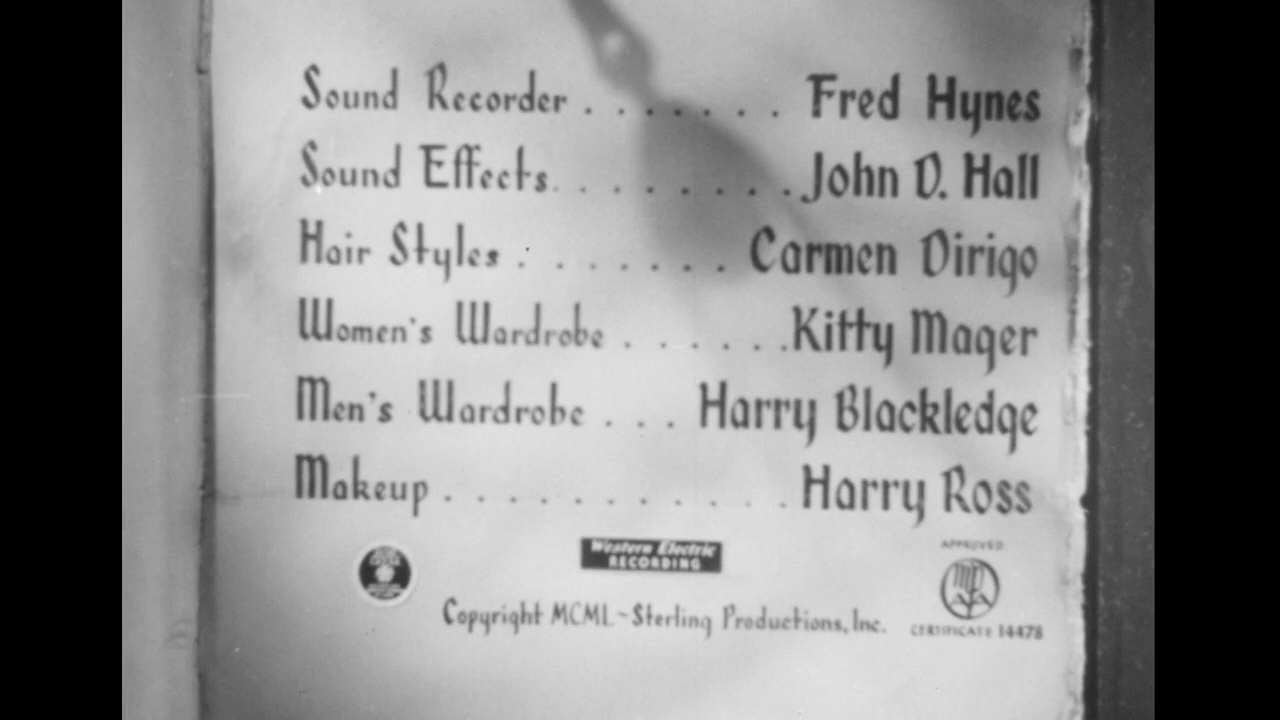 Sound Recorder . . . . . . . Fred Hynes
Sound Effects. . . . . . . . .John D. Hall
Hair Styles . . . . . . . Carmen Dirigo
Women's Wardrobe . . . . . .Kitty Mager
Men's Wardrobe . . . Harry Blackledge
Makeup . . . . . . . . . . . . Harry Ross
Western Electric
RECORDING
APPROVED
MPAA
CERTIFICATE 14478
Copyright MCML~Sterling Productions, Inc.